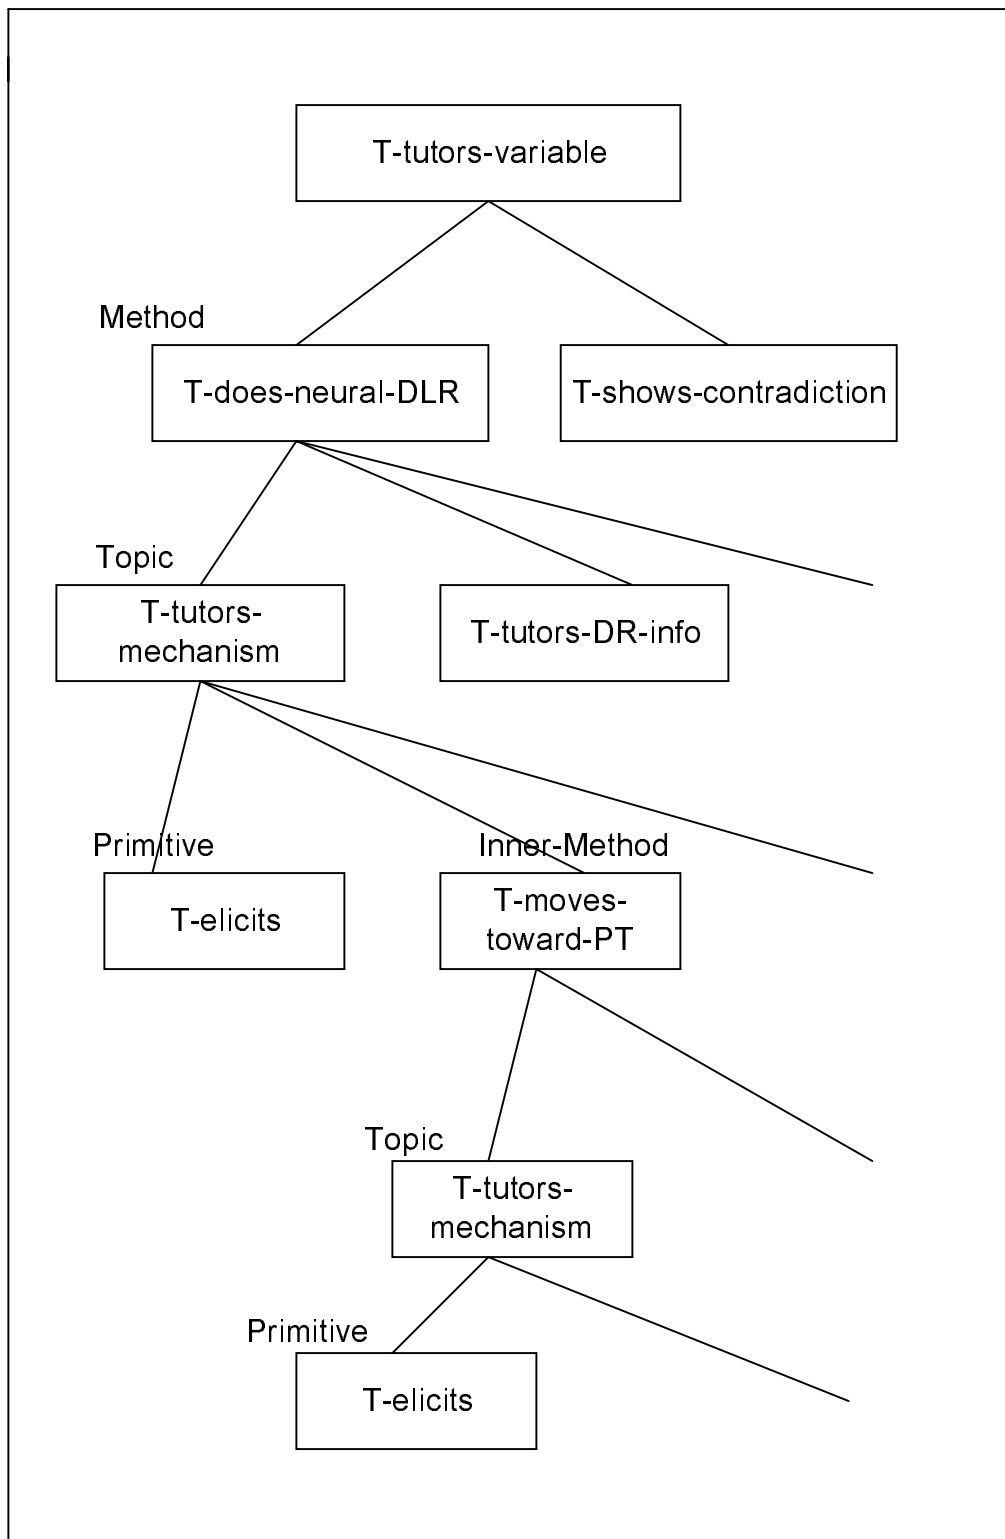 T-tutors-variable
Method
T-does-neural-DLR
T-shows-contradiction
Topic
T-tutors-
mechanism
T-tutors-DR-info
Primitive
Inner-Method
T-elicits
T-moves-
toward-PT
Topic
T-tutors-
mechanism
Primitive
T-elicits